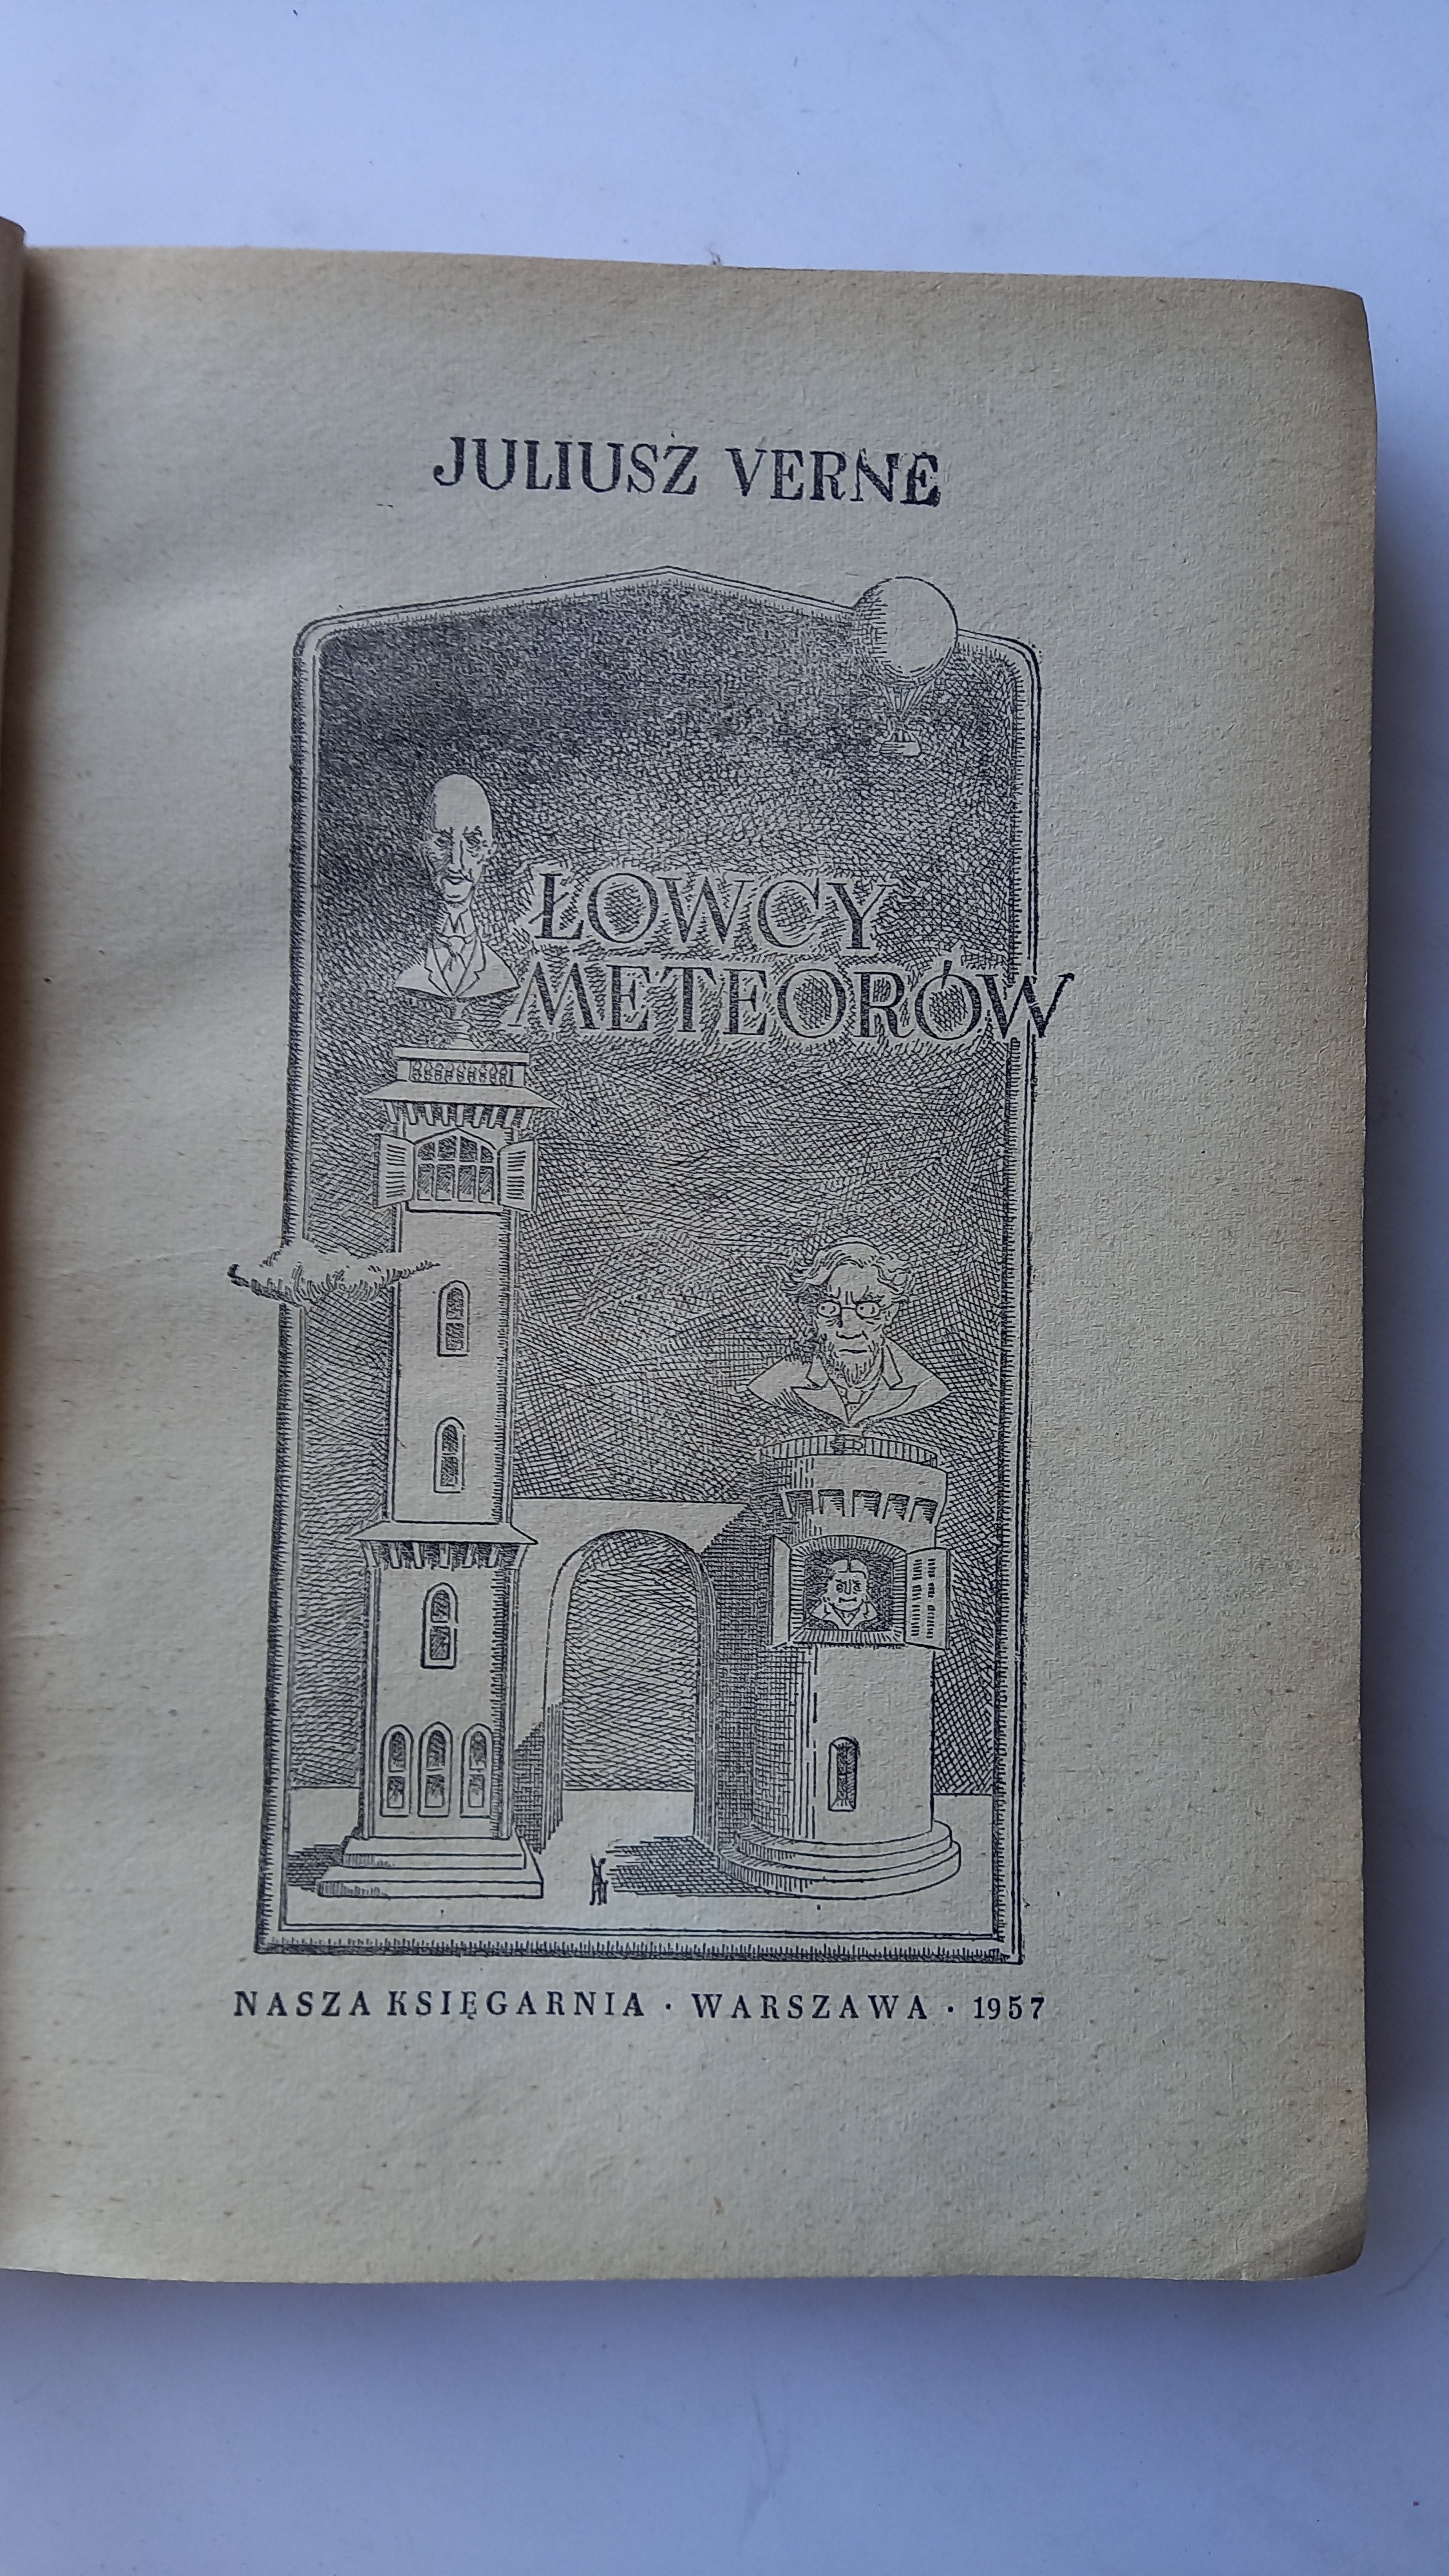 JULIUSZ VERNE
ŁOWCY
METEORÓW
NASZA KSIĘGARNIA · WARSZAWA · 1957